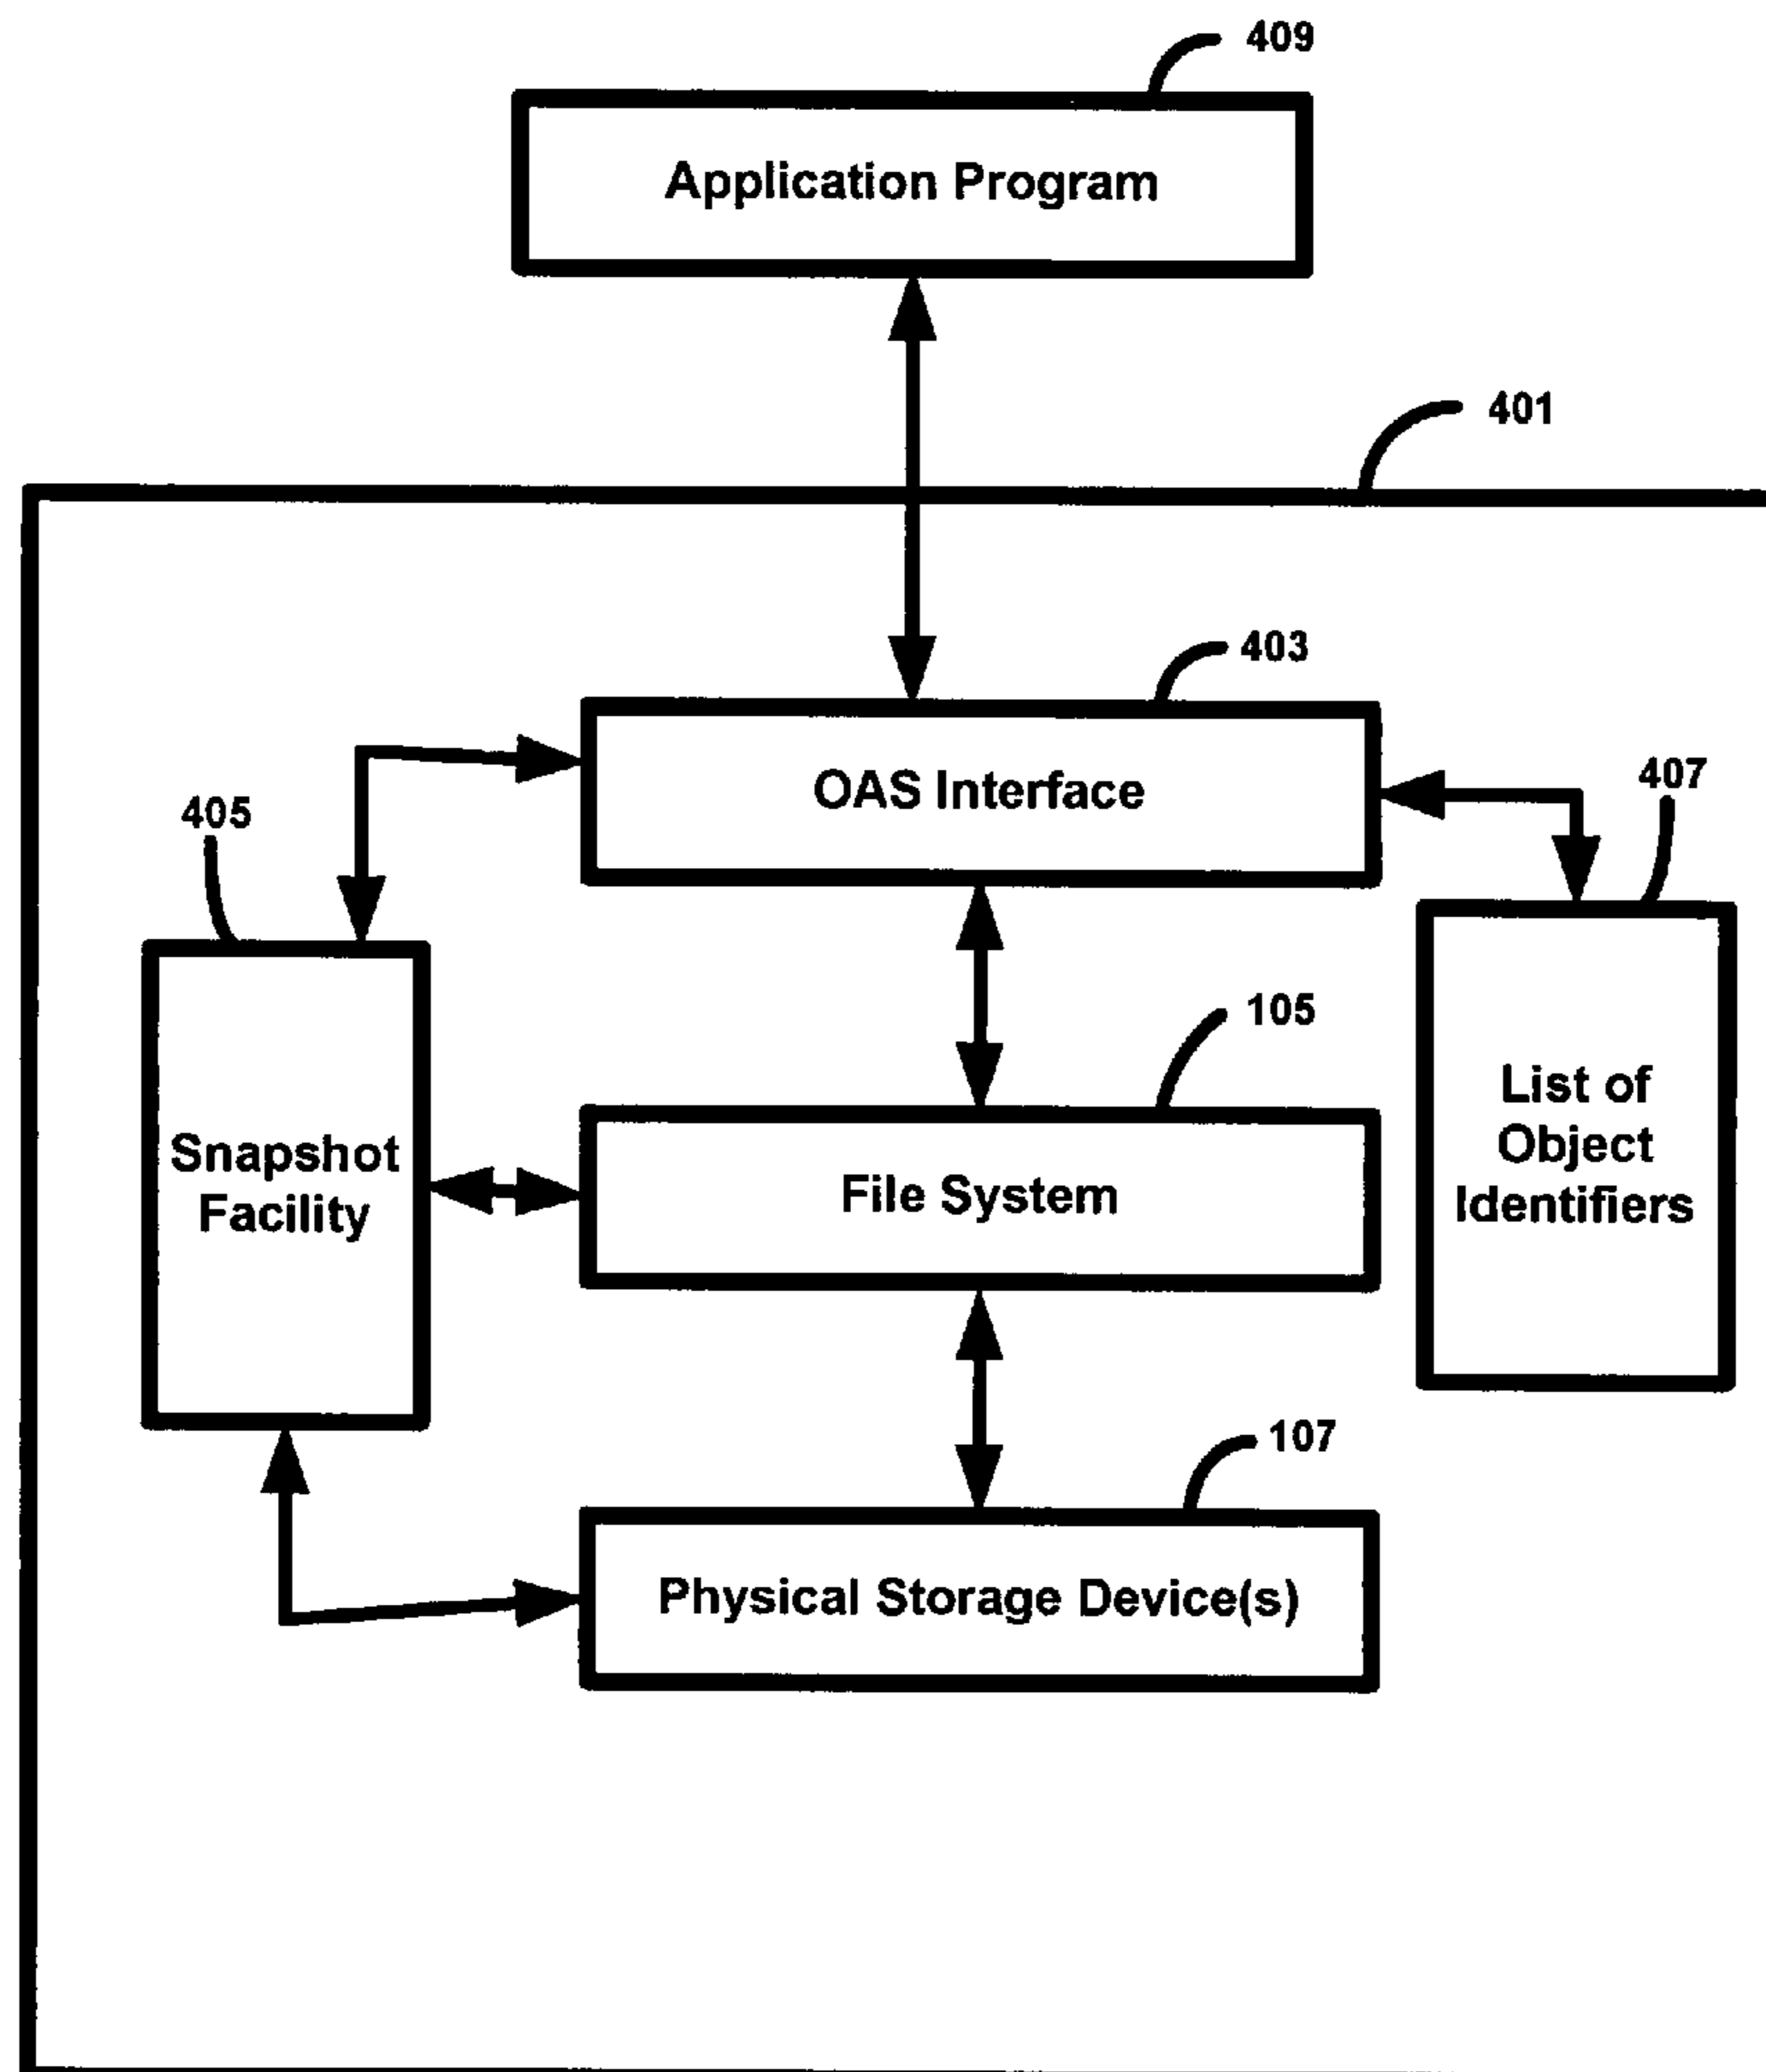 409
Application Program
401
403
OAS Interface
407
405
105
List of
Object
Identifiers
Snapshot
Facility
File System
107
Physical Storage Device(s)